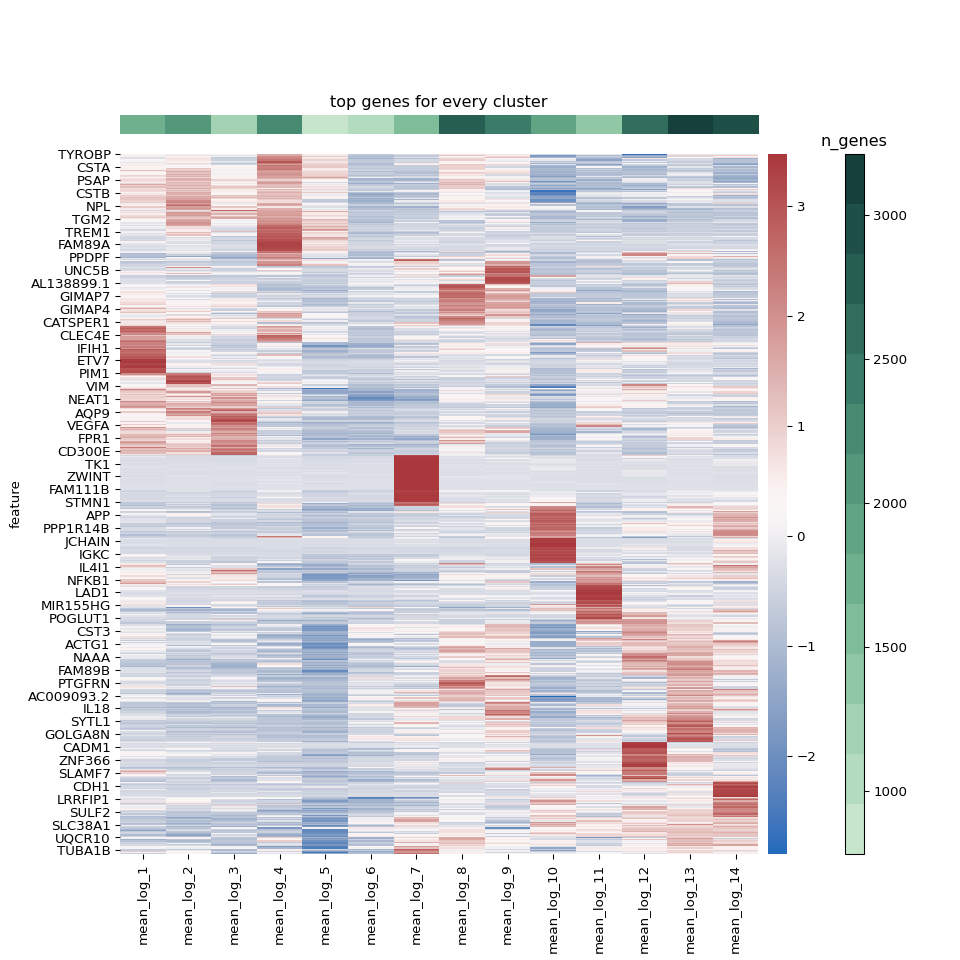 top genes for every cluster
n_genes
feature
TYROBP
CSTA
PSAP
CSTB
NPL
TGM2
TREM1
FAM89A
PPDPF
UNC5B
AL138899.1
GIMAP7
GIMAP4
CATSPER1
CLEC4E
IFIH1
ETV7
PIM1
VIM
NEAT1
AQP9
VEGFA
FPR1
CD300E
TK1
ZWINT
FAM111B
STMN1
APP
PPP1R14B
JCHAIN
IGKC
IL4I1
NFKB1
LAD1
MIR155HG
POGLUT1
CST3
ACTG1
NAAA
FAM89B
PTGFRN
AC009093.2
IL18
SYTL1
GOLGA8N
CADM1
ZNF366
SLAMF7
CDH1
LRRFIP1
SULF2
SLC38A1
UQCR10
TUBA1B
3
2
1
0
−1
−2
3000
2500
2000
1500
1000
mean_log_1
mean_log_2
mean_log_3
mean_log_4
mean_log_5
mean_log_6
mean_log_7
mean_log_8
mean_log_9
mean_log_10
mean_log_11
mean_log_12
mean_log_13
mean_log_14